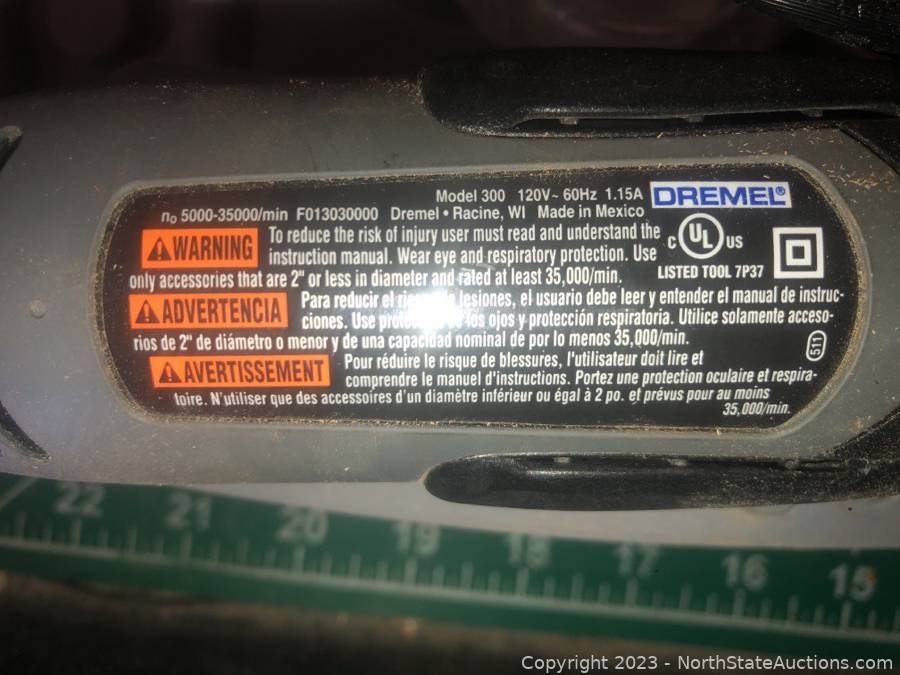 Model 300 120V~ 60Hz 1.15A DREMEL®
n₀ 5000-35000/min F013030000 Dremel • Racine, WI Made in Mexico
WARNING To reduce the risk of injury user must read and understand the
instruction manual. Wear eye and respiratory protection. Use
only accessories that are 2" or less in diameter and rated at least 35,000/min.
C UL US
LISTED TOOL 7P37
ADVERTENCIA Para reducir el lesiones, el usuario debe leer y entender el manual de instruc-
ciones. Use los ojos y protección respiratoria. Utilice solamente acceso-
rios de 2" de diámetro o menor y de una capacidad nominal de por lo menos 35,000/min.
511
AVERTISSEMENT Pour réduire le risque de blessures, l'utilisateur doit lire et
comprendre le manuel d'instructions. Portez une protection oculaire et respira-
toire. N'utiliser que des accessoires d'un diamètre inférieur ou égal à 2 po. et prévus pour au moins
35,000/min.
22 21 20 19 18 17 16 15
Copyright 2023 - NorthStateAuctions.com